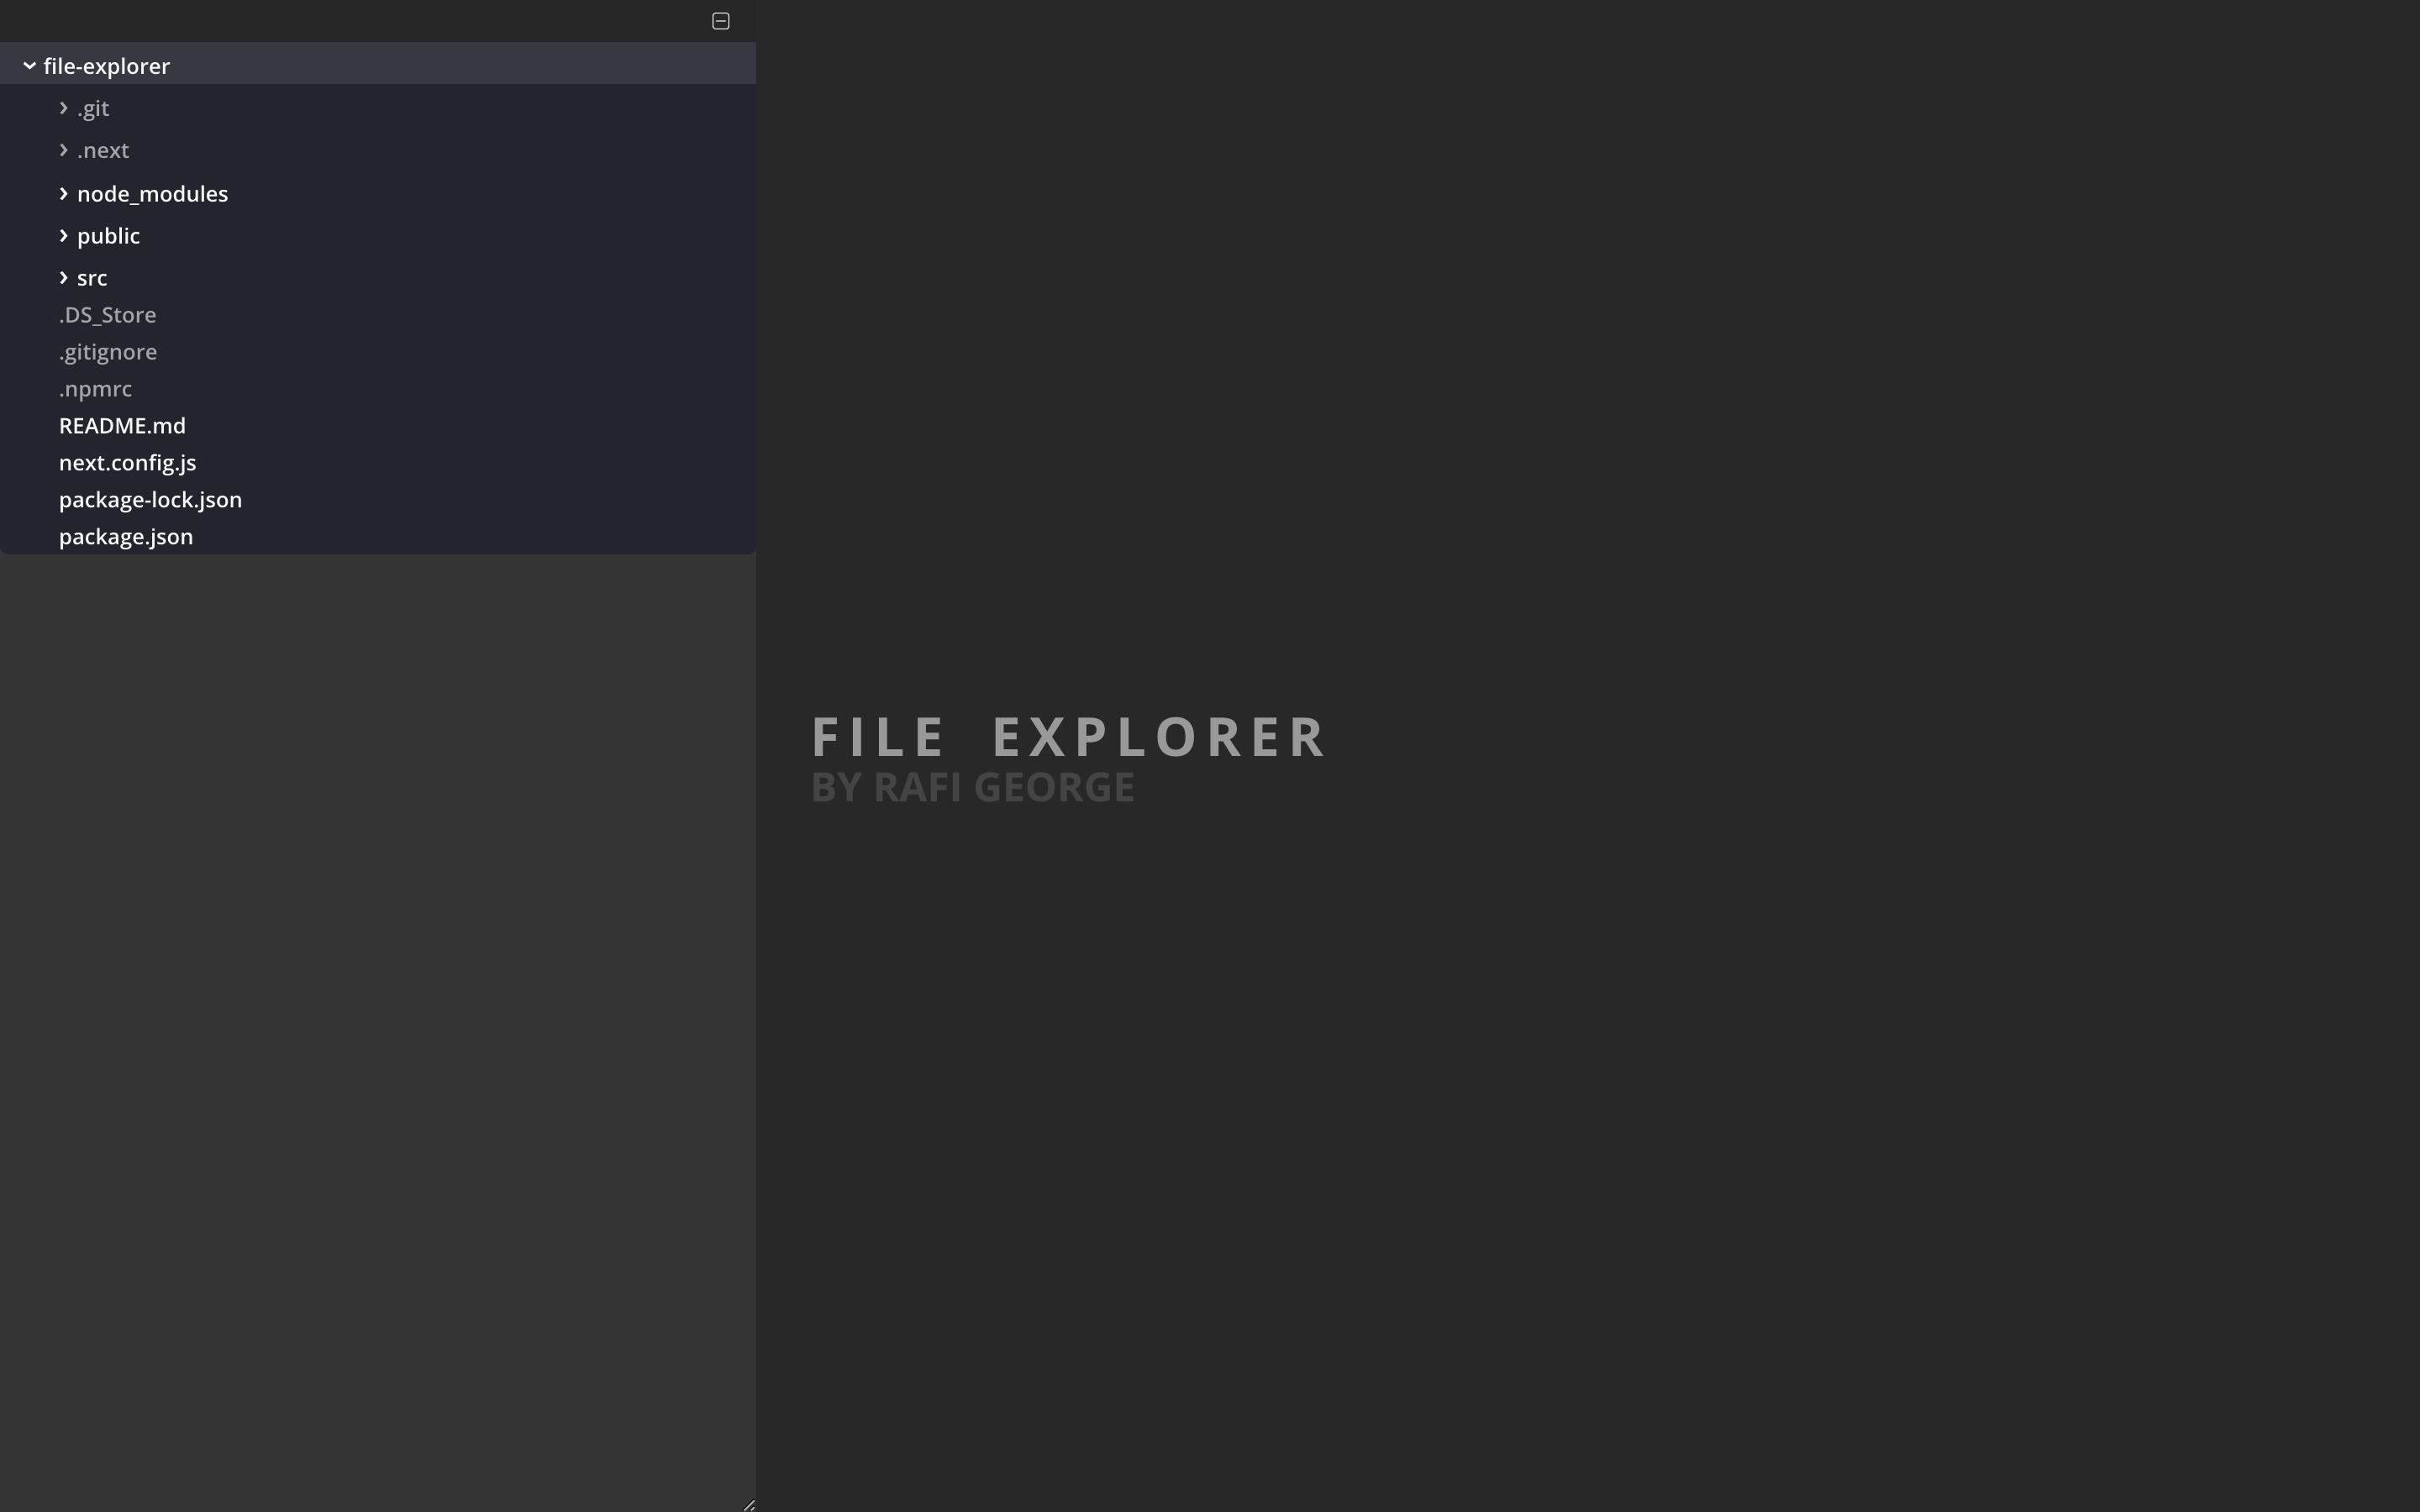 file-explorer
.git
.next
node_modules
public
src
.DS_Store
.gitignore
.npmrc
README.md
next.config.js
package-lock.json
package.json
FILE EXPLORER
BY RAFI GEORGE